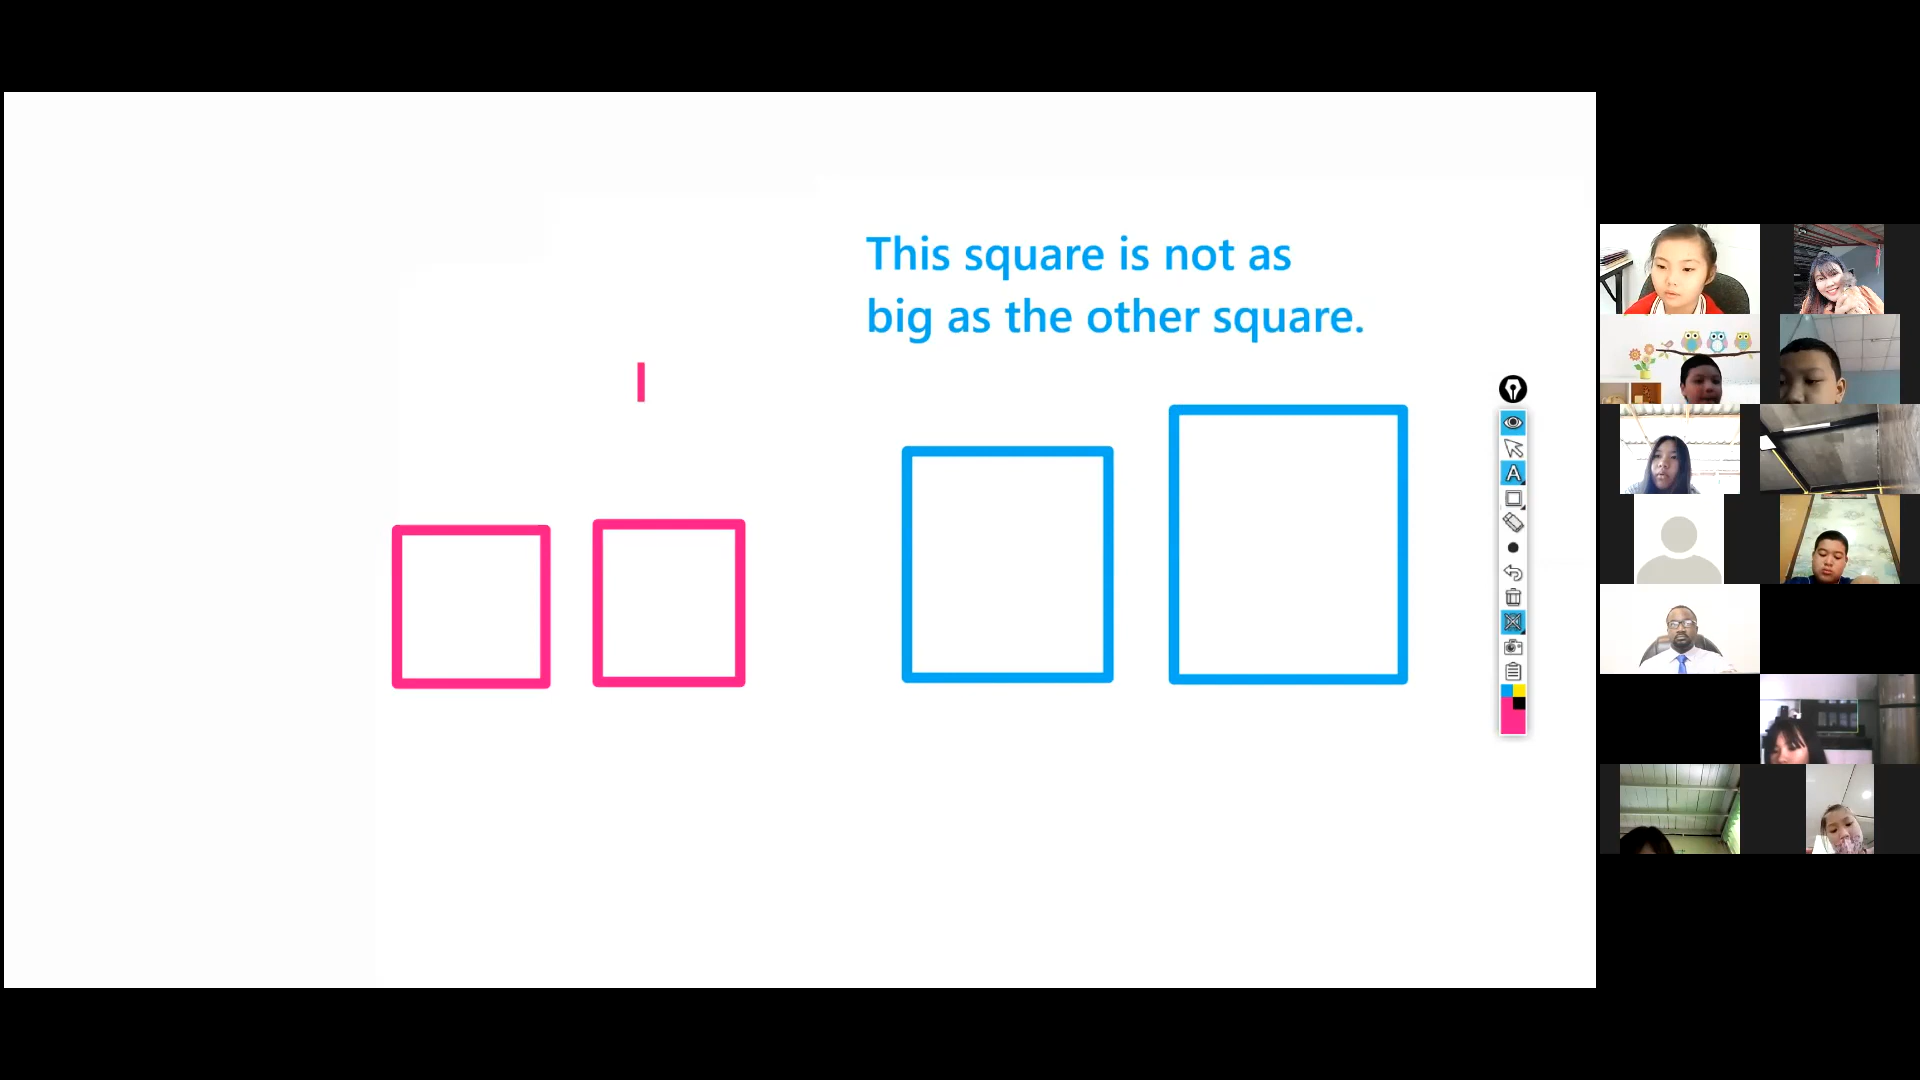 This square is not as
big as the other square.